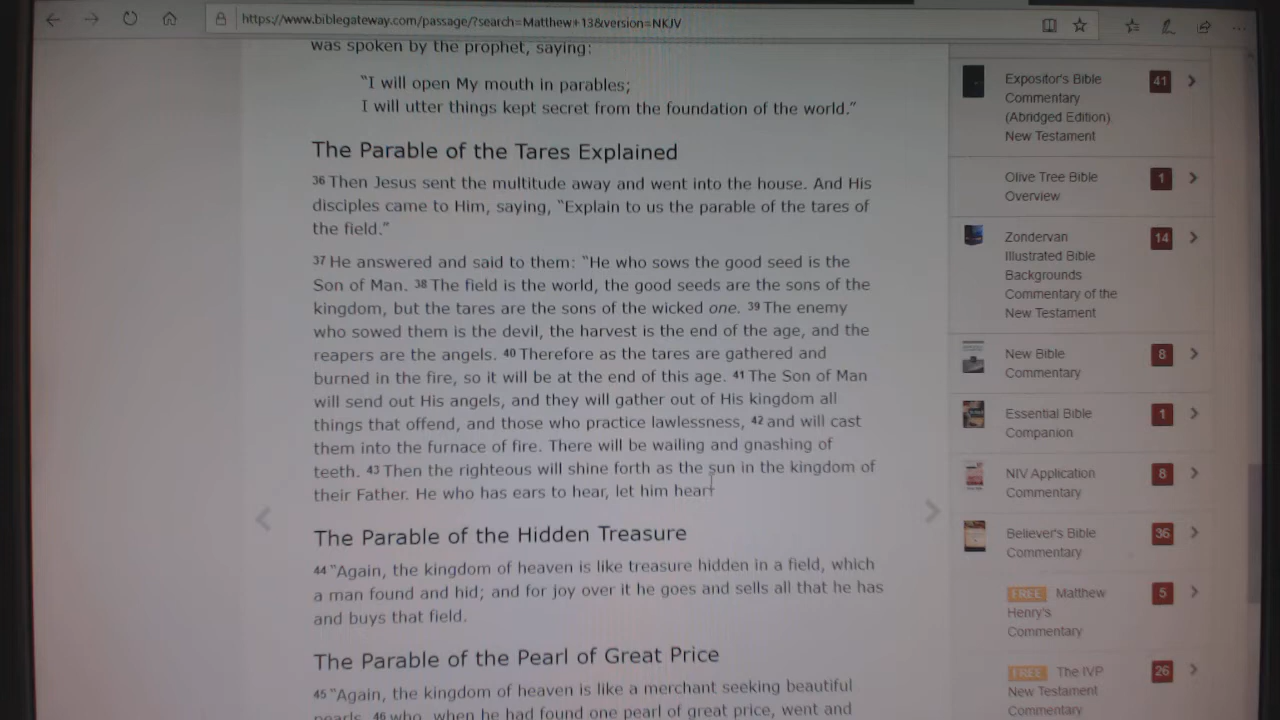 https://www.biblegateway.com/passage/?search=Matthew+13&version=NKJV
was spoken by the prophet, saying:
"I will open My mouth in parables;
I will utter things kept secret from the foundation of the world."
The Parable of the Tares Explained
36 Then Jesus sent the multitude away and went into the house. And His
disciples came to Him, saying, "Explain to us the parable of the tares of
the field."
37 He answered and said to them: "He who sows the good seed is the
Son of Man. 38 The field is the world, the good seeds are the sons of the
kingdom, but the tares are the sons of the wicked one. 39 The enemy
who sowed them is the devil, the harvest is the end of the age, and the
reapers are the angels. 40 Therefore as the tares are gathered and
burned in the fire, so it will be at the end of this age. 41 The Son of Man
will send out His angels, and they will gather out of His kingdom all
things that offend, and those who practice lawlessness, 42 and will cast
them into the furnace of fire. There will be wailing and gnashing of
teeth. 43 Then the righteous will shine forth as the sun in the kingdom of
their Father. He who has ears to hear, let him hear!
The Parable of the Hidden Treasure
44 "Again, the kingdom of heaven is like treasure hidden in a field, which
a man found and hid; and for joy over it he goes and sells all that he has
and buys that field.
The Parable of the Pearl of Great Price
45 "Again, the kingdom of heaven is like a merchant seeking beautiful
pearls, 46 who, when he had found one pearl of great price, went and
Expositor's Bible 41
Commentary
(Abridged Edition)
New Testament
Olive Tree Bible 1
Overview
Zondervan 14
Illustrated Bible
Backgrounds
Commentary of the
New Testament
New Bible 8
Commentary
Essential Bible 1
Companion
NIV Application 8
Commentary
Believer's Bible 36
Commentary
FREE Matthew 5
Henry's
Commentary
FREE The IVP 26
New Testament
Commentary